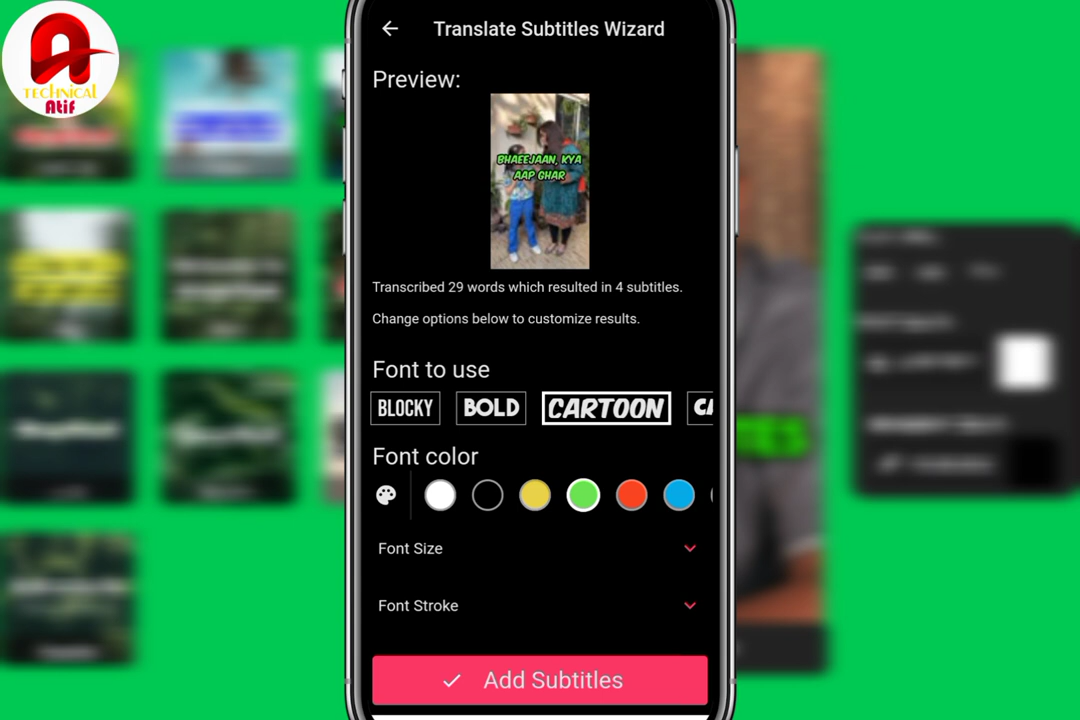 TECHNICAL
Atif
Translate Subtitles Wizard
Preview:
BHAEEJAAN, KYA
AAP GHAR
Transcribed 29 words which resulted in 4 subtitles.
Change options below to customize results.
Font to use
BLOCKY
BOLD
CARTOON
Font color
Font Size
Font Stroke
Add Subtitles